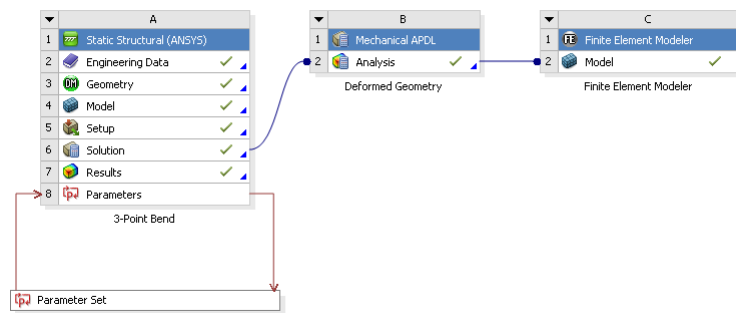 A
1 Static Structural (ANSYS)
2 Engineering Data
3 Geometry
4 Model
5 Setup
6 Solution
7 Results
8 Parameters
3-Point Bend
B
1 Mechanical APDL
2 Analysis
Deformed Geometry
C
1 Finite Element Modeler
2 Model
Finite Element Modeler
Parameter Set